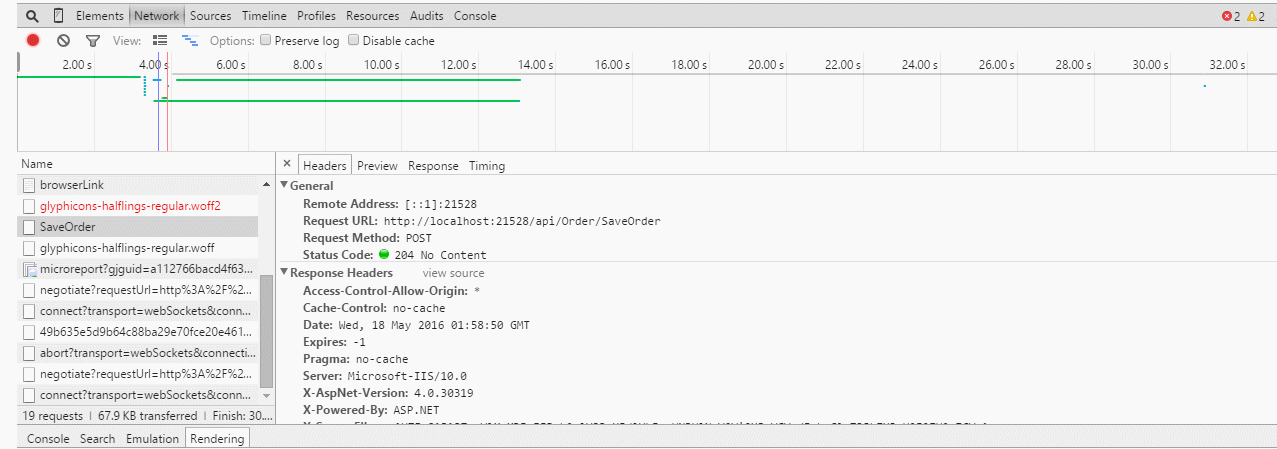 Elements Network Sources Timeline Profiles Resources Audits Console 2 2
View: Options: Preserve log Disable cache
2.00 s 4.00 s 6.00 s 8.00 s 10.00 s 12.00 s 14.00 s 16.00 s 18.00 s 20.00 s 22.00 s 24.00 s 26.00 s 28.00 s 30.00 s 32.00 s
Name
browserLink
glyphicons-halflings-regular.woff2
SaveOrder
glyphicons-halflings-regular.woff
microreport?gjguid=a112766bacd4f63...
negotiate?requestUrl=http%3A%2F%2...
connect?transport=webSockets&conn...
49b635e5d9b64c88ba29e70fce20e461...
abort?transport=webSockets&connecti...
negotiate?requestUrl=http%3A%2F%2...
connect?transport=webSockets&conn...
19 requests | 67.9 KB transferred | Finish: 30....
× Headers Preview Response Timing
General
Remote Address: [::1]:21528
Request URL: http://localhost:21528/api/Order/SaveOrder
Request Method: POST
Status Code: 204 No Content
Response Headers view source
Access-Control-Allow-Origin: *
Cache-Control: no-cache
Date: Wed, 18 May 2016 01:58:50 GMT
Expires: -1
Pragma: no-cache
Server: Microsoft-IIS/10.0
X-AspNet-Version: 4.0.30319
X-Powered-By: ASP.NET
Console Search Emulation Rendering